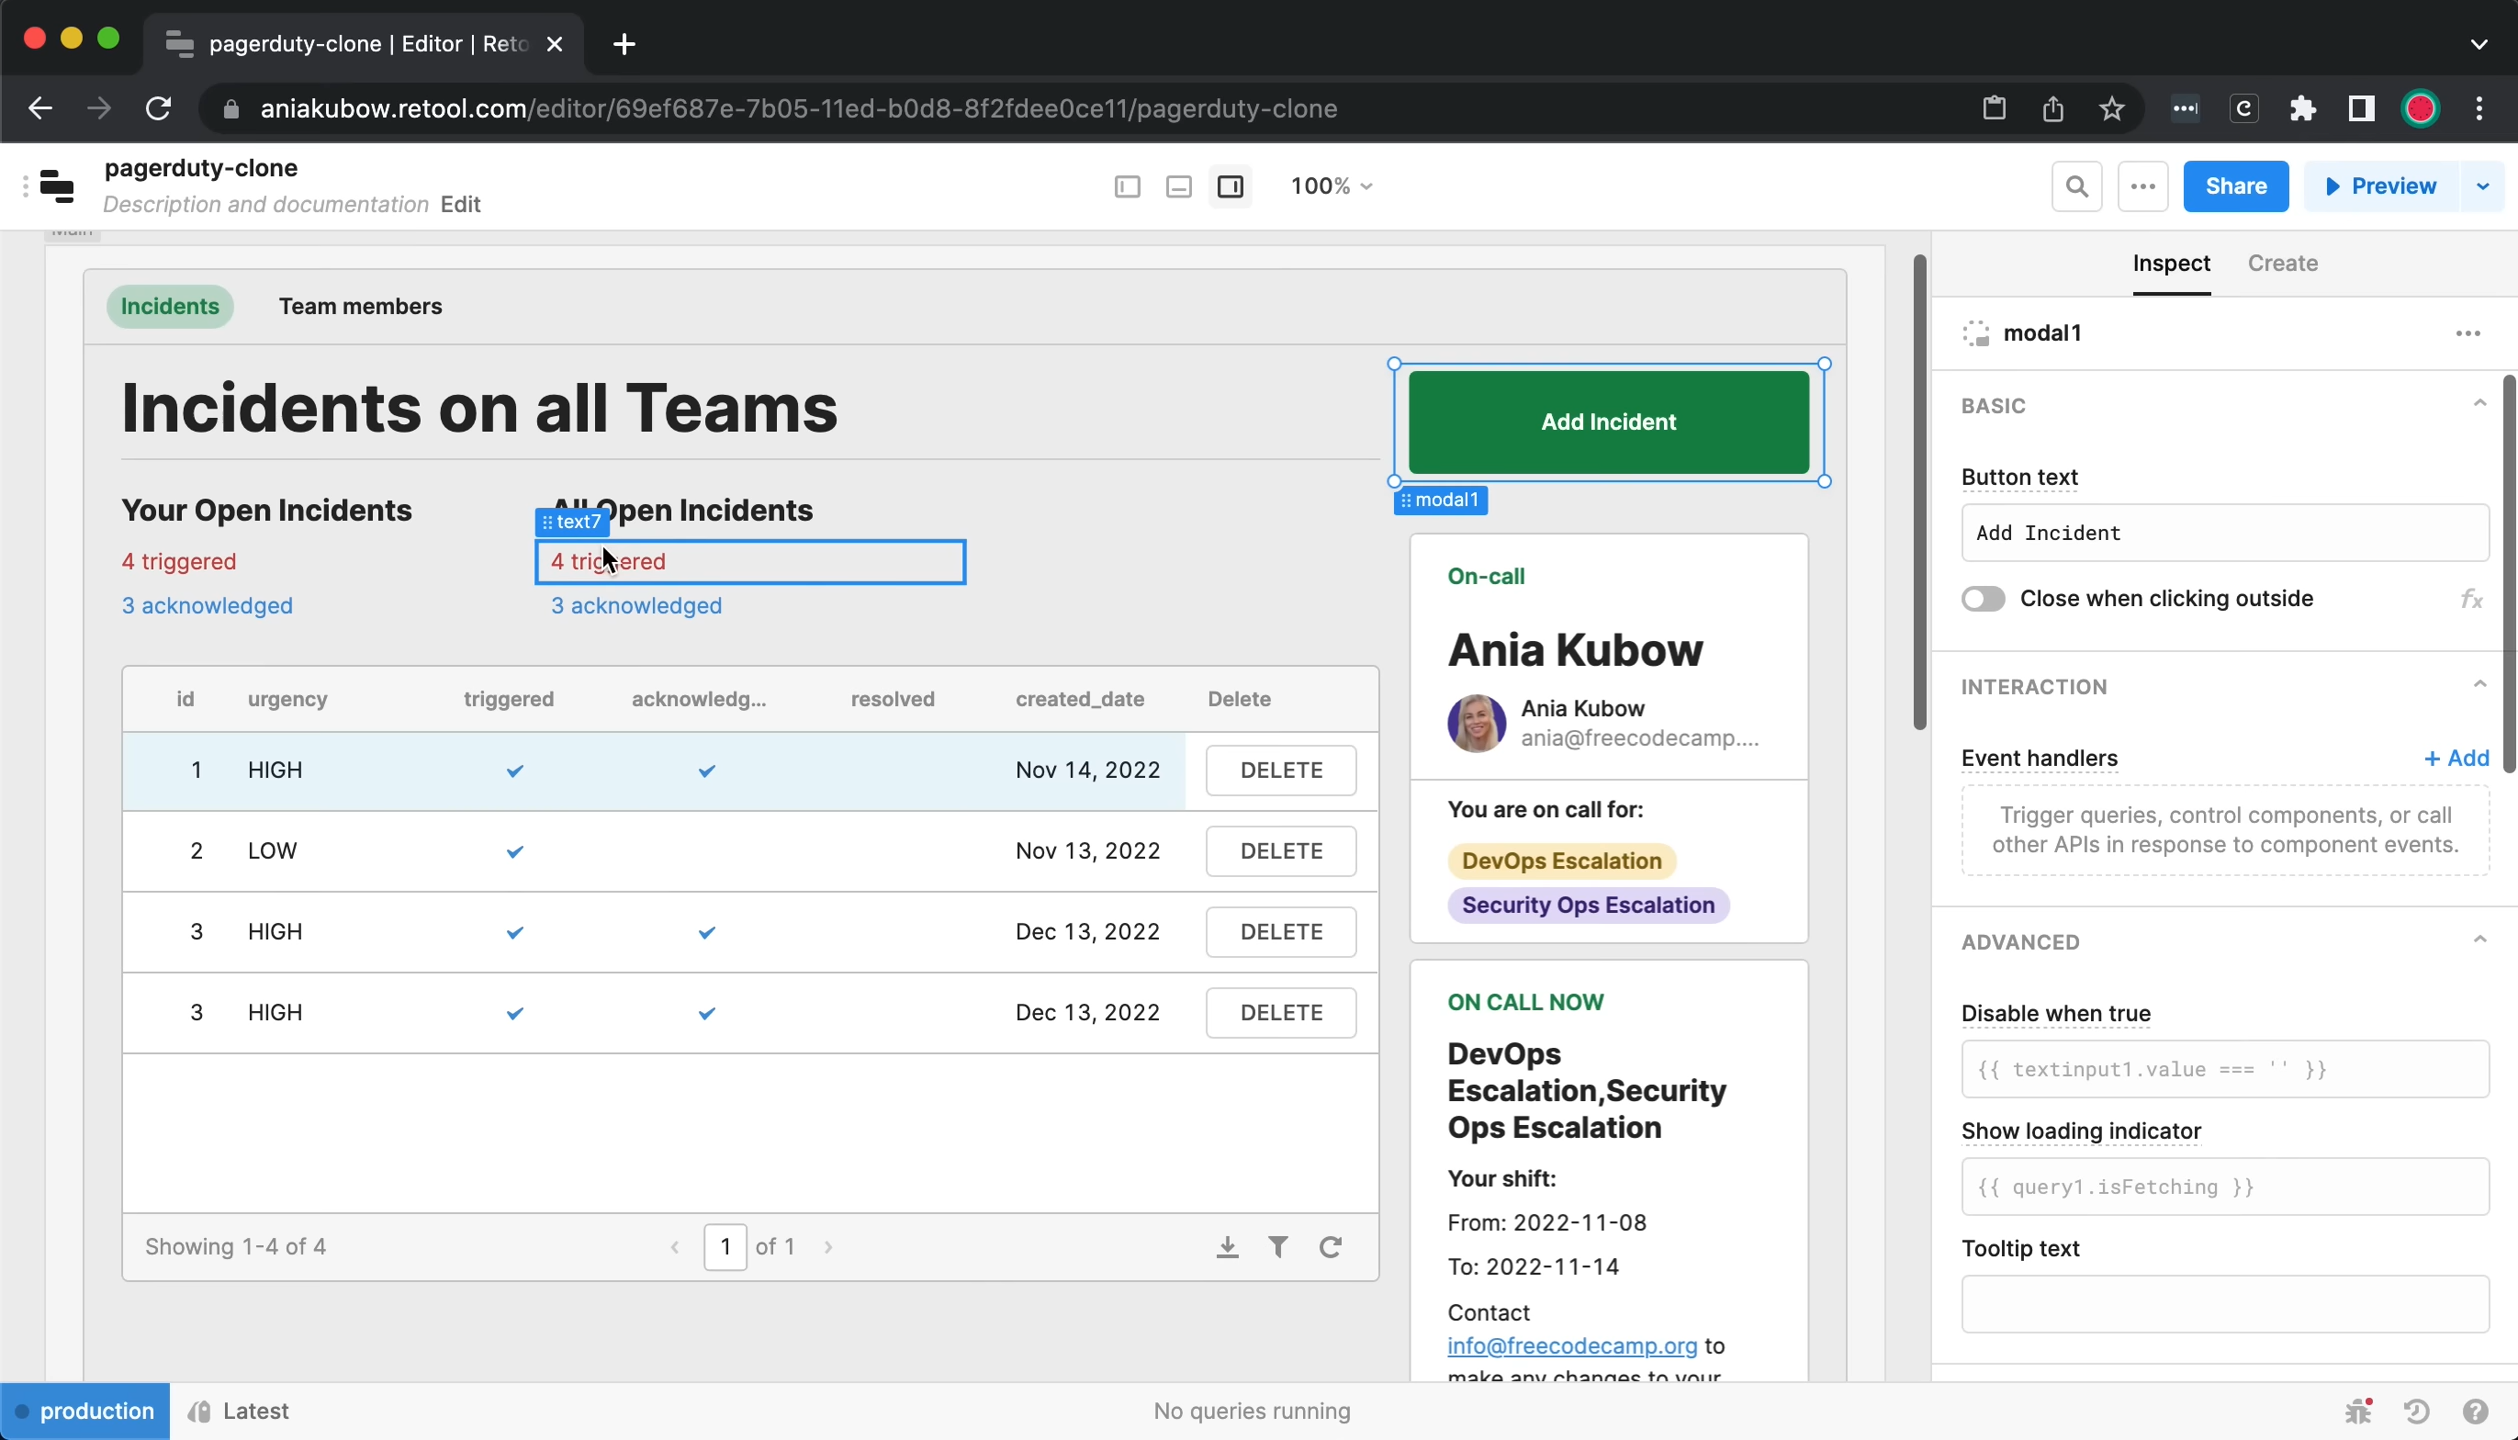 pagerduty-clone | Editor | Reto
aniakubow.retool.com/editor/69ef687e-7b05-11ed-b0d8-8f2fdee0ce11/pagerduty-clone
pagerduty-clone
Description and documentation Edit
100%
Share
Preview
Main
Incidents
Team members
Incidents on all Teams
Add Incident
modal1
Your Open Incidents
All Open Incidents
text7
4 triggered
4 triggered
3 acknowledged
3 acknowledged
id urgency triggered acknowledg... resolved created_date Delete
1 HIGH Nov 14, 2022 DELETE
2 LOW Nov 13, 2022 DELETE
3 HIGH Dec 13, 2022 DELETE
3 HIGH Dec 13, 2022 DELETE
Showing 1-4 of 4
1 of 1
On-call
Ania Kubow
Ania Kubow
ania@freecodecamp....
You are on call for:
DevOps Escalation
Security Ops Escalation
ON CALL NOW
DevOps
Escalation,Security
Ops Escalation
Your shift:
From: 2022-11-08
To: 2022-11-14
Contact
info@freecodecamp.org to
make any changes to your
Inspect
Create
modal1
BASIC
Button text
Add Incident
Close when clicking outside
fx
INTERACTION
Event handlers
+ Add
Trigger queries, control components, or call
other APIs in response to component events.
ADVANCED
Disable when true
{{ textinput1.value === '' }}
Show loading indicator
{{ query1.isFetching }}
Tooltip text
production
Latest
No queries running